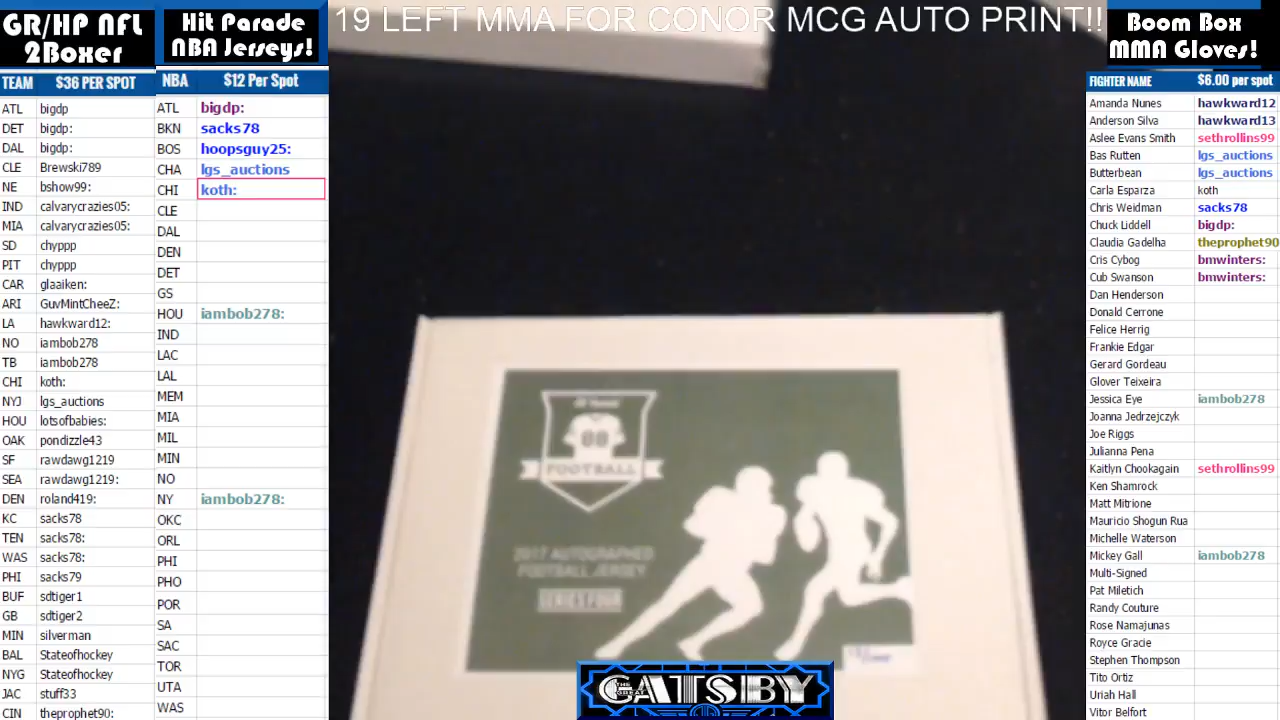 19 LEFT MMA FOR CONOR MCG AUTO PRINT!!
GR/HP NFL
2Boxer
TEAM $36 PER SPOT
ATL bigdp
DET bigdp:
DAL bigdp:
CLE Brewski789
NE bshow99:
IND calvarycrazies05:
MIA calvarycrazies05:
SD chyppp
PIT chyppp
CAR glaaiken:
ARI GuvMintCheeZ:
LA hawkward12:
NO iambob278
TB iambob278
CHI koth:
NYJ lgs_auctions
HOU lotsofbabies:
OAK pondizzle43
SF rawdawg1219
SEA rawdawg1219:
DEN roland419:
KC sacks78
TEN sacks78:
WAS sacks78:
PHI sacks79
BUF sdtiger1
GB sdtiger2
MIN silverman
BAL Stateofhockey
NYG Stateofhockey
JAC stuff33
CIN theprophet90:
Hit Parade
NBA Jerseys!
NBA $12 Per Spot
ATL bigdp:
BKN sacks78
BOS hoopsguy25:
CHA lgs_auctions
CHI koth:
CLE
DAL
DEN
DET
GS
HOU iambob278:
IND
LAC
LAL
MEM
MIA
MIL
MIN
NO
NY iambob278:
OKC
ORL
PHI
PHO
POR
SA
SAC
TOR
UTA
WAS
88
FOOTBALL
2017 AUTOGRAPHED
FOOTBALL JERSEY
SERIES FOUR
THE GREAT
GATSBY
Boom Box
MMA Gloves!
FIGHTER NAME $6.00 per spot
Amanda Nunes hawkward12
Anderson Silva hawkward13
Aslee Evans Smith sethrollins99
Bas Rutten lgs_auctions
Butterbean lgs_auctions
Carla Esparza koth
Chris Weidman sacks78
Chuck Liddell bigdp:
Claudia Gadelha theprophet90
Cris Cybog bmwinters:
Cub Swanson bmwinters:
Dan Henderson
Donald Cerrone
Felice Herrig
Frankie Edgar
Gerard Gordeau
Glover Teixeira
Jessica Eye iambob278
Joanna Jedrzejczyk
Joe Riggs
Julianna Pena
Kaitlyn Chookagain sethrollins99
Ken Shamrock
Matt Mitrione
Mauricio Shogun Rua
Michelle Waterson
Mickey Gall iambob278
Multi-Signed
Pat Miletich
Randy Couture
Rose Namajunas
Royce Gracie
Stephen Thompson
Tito Ortiz
Uriah Hall
Vitor Belfort